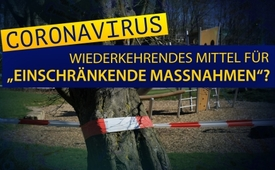 CORONAVIRUS
WIEDERKEHRENDES MITTEL FÜR
„EINSCHRÄNKENDE MASSNAHMEN“?